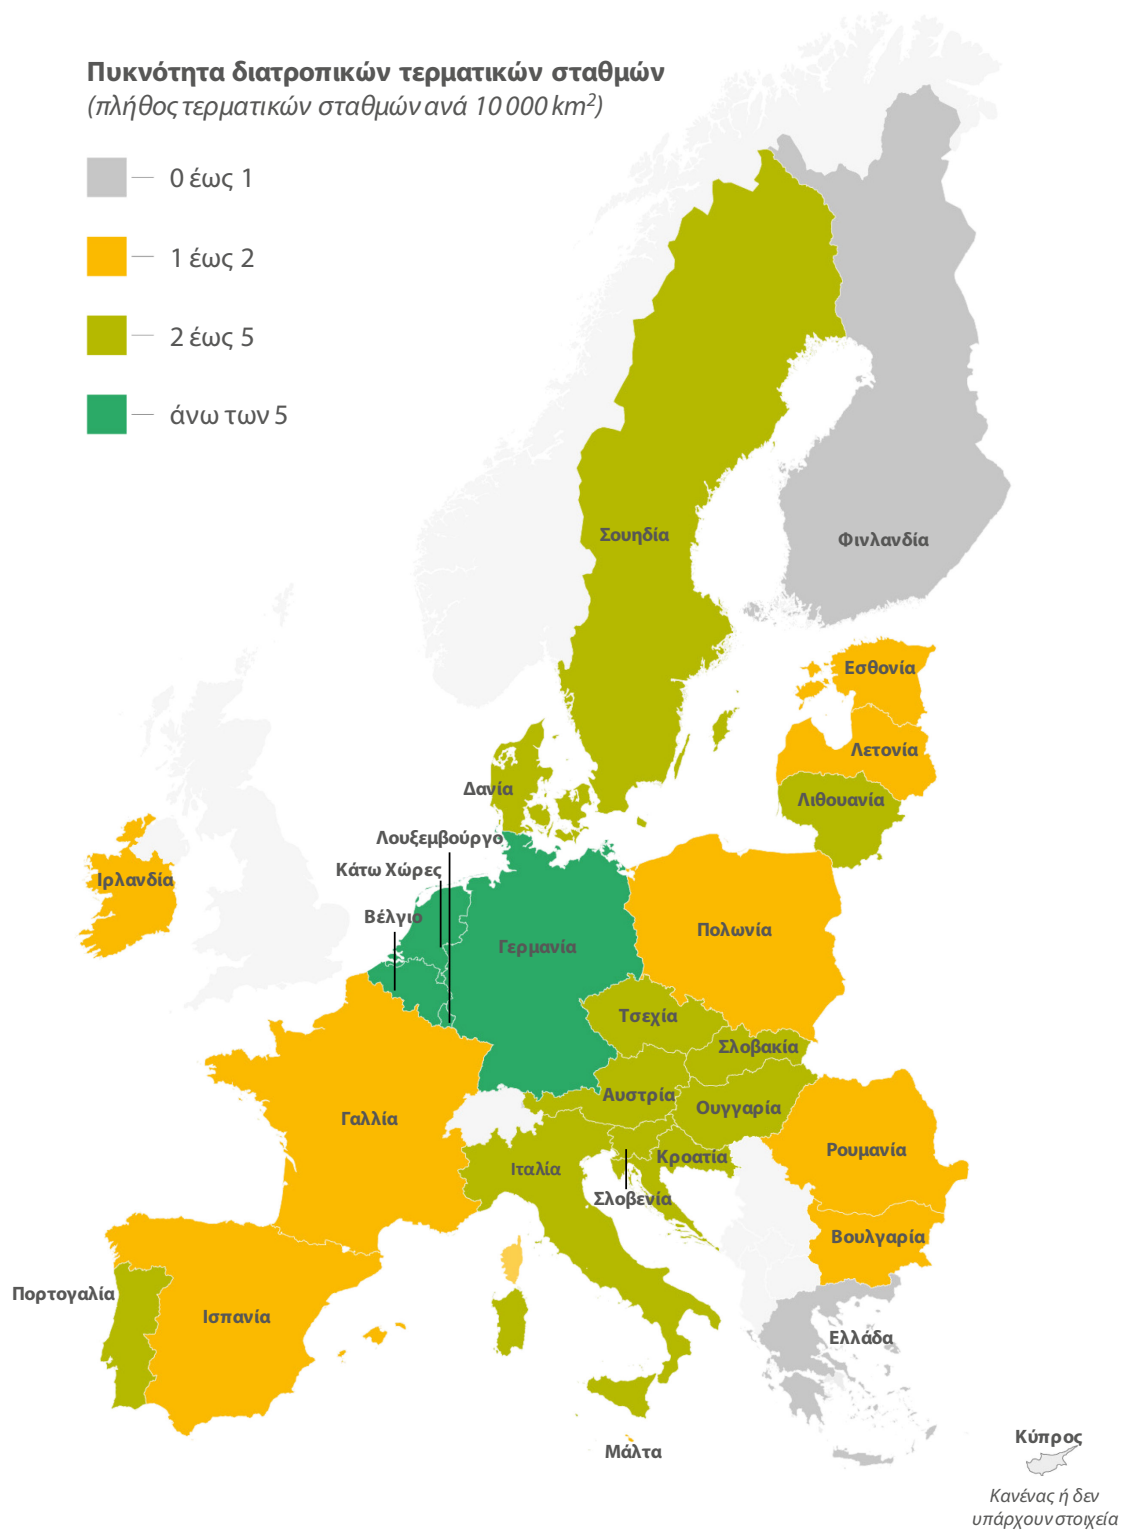 Πυκνότητα διατροπικών τερματικών σταθμών
(πλήθος τερματικών σταθμών ανά 10 000 km²)
0 έως 1
1 έως 2
2 έως 5
άνω των 5
Σουηδία
Φινλανδία
Εσθονία
Λετονία
Λιθουανία
Δανία
Λουξεμβούργο
Κάτω Χώρες
Βέλγιο
Ιρλανδία
Γερμανία
Πολωνία
Τσεχία
Σλοβακία
Αυστρία
Ουγγαρία
Γαλλία
Ιταλία
Κροατία
Ρουμανία
Σλοβενία
Βουλγαρία
Πορτογαλία
Ισπανία
Ελλάδα
Μάλτα
Κύπρος
Κανένας ή δεν
υπάρχουν στοιχεία